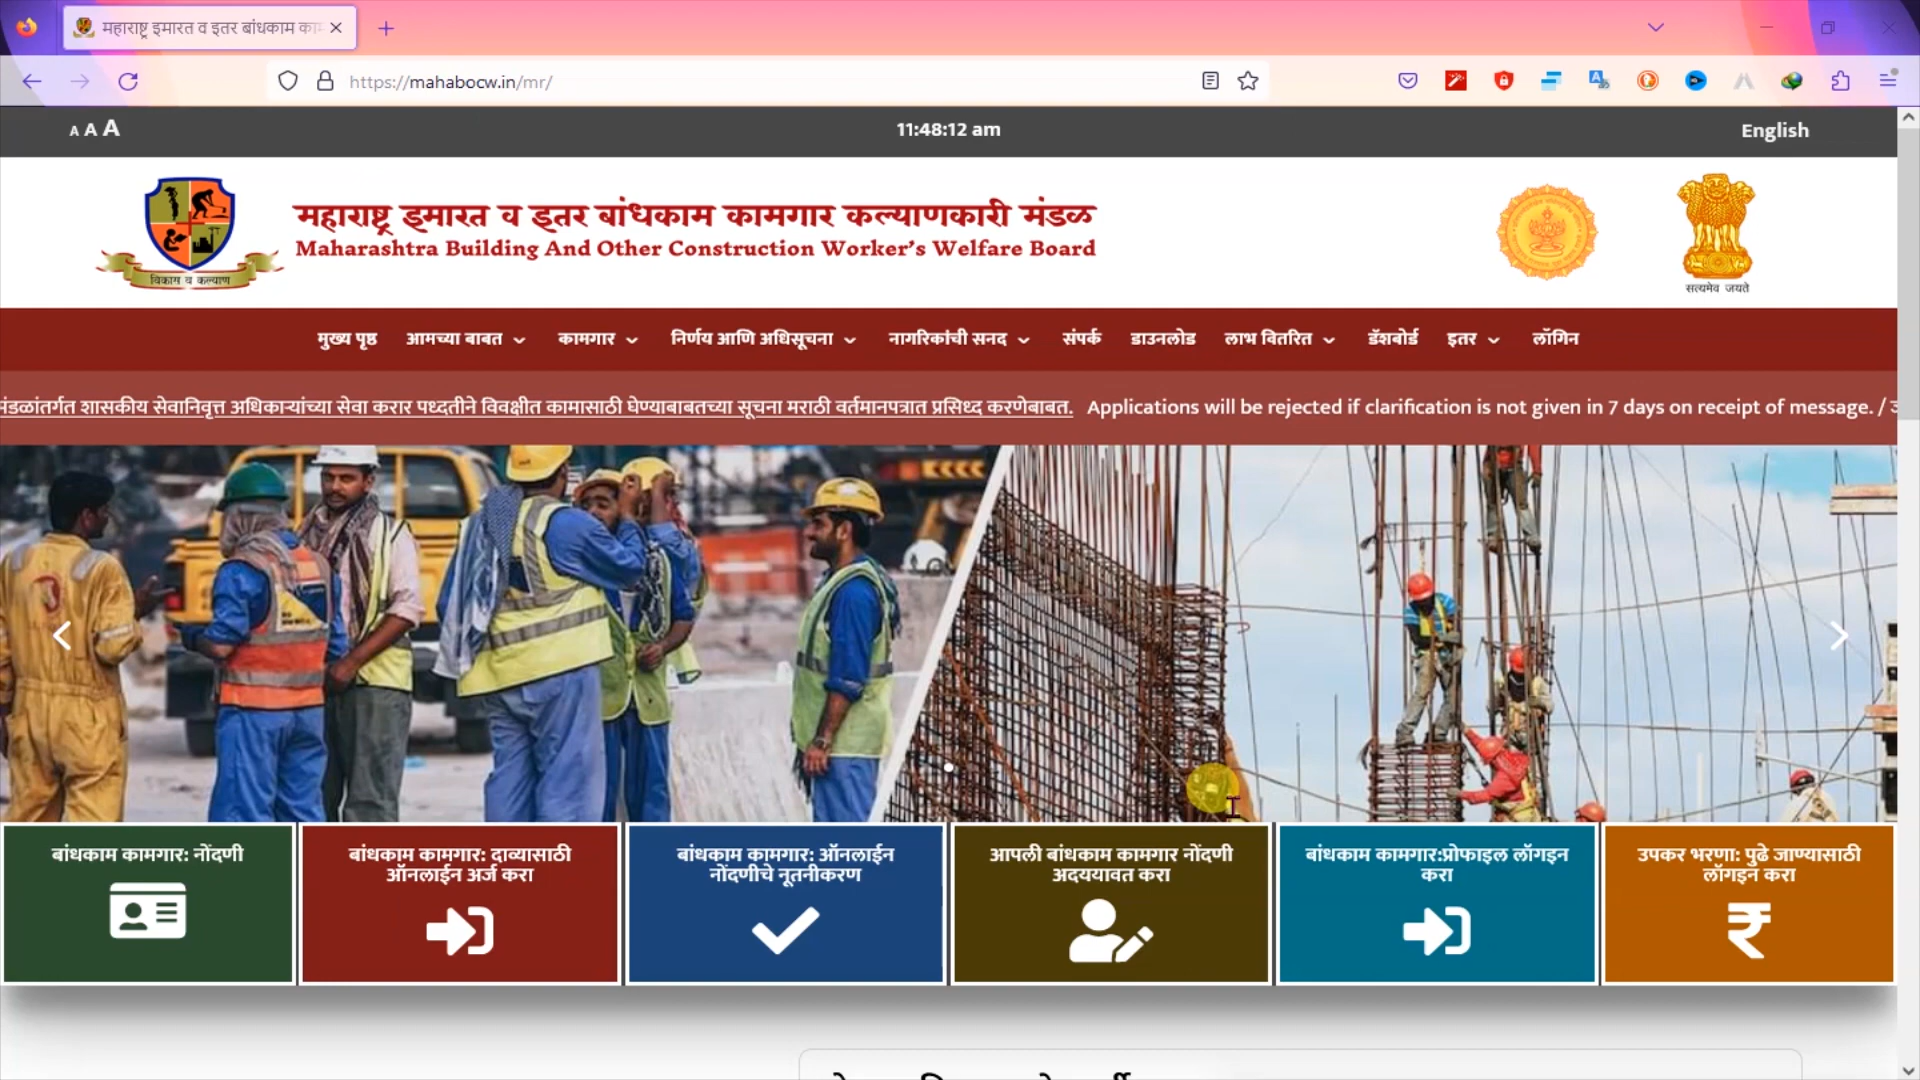 महाराष्ट्र इमारत व इतर बांधकाम काम
https://mahabocw.in/mr/
A A A
11:48:12 am
English
महाराष्ट्र इमारत व इतर बांधकाम कामगार कल्याणकारी मंडळ
Maharashtra Building And Other Construction Worker's Welfare Board
विकास व कल्याण
सत्यमेव जयते
मुख्य पृष्ठ आमच्या बाबत कामगार निर्णय आणि अधिसूचना नागरिकांची सनद संपर्क डाउनलोड लाभ वितरित डॅशबोर्ड इतर लॉगिन
मंडळांतर्गत शासकीय सेवानिवृत्त अधिकाऱ्यांच्या सेवा करार पध्दतीने विवक्षीत कामासाठी घेण्याबाबतच्या सूचना मराठी वर्तमानपत्रात प्रसिध्द करणेबाबत. Applications will be rejected if clarification is not given in 7 days on receipt of message. /
बांधकाम कामगार: नोंदणी
बांधकाम कामगार: दाव्यासाठी
ऑनलाईन अर्ज करा
बांधकाम कामगार: ऑनलाईन
नोंदणीचे नूतनीकरण
आपली बांधकाम कामगार नोंदणी
अदययावत करा
बांधकाम कामगार:प्रोफाइल लॉगइन
करा
उपकर भरणा: पुढे जाण्यासाठी
लॉगइन करा